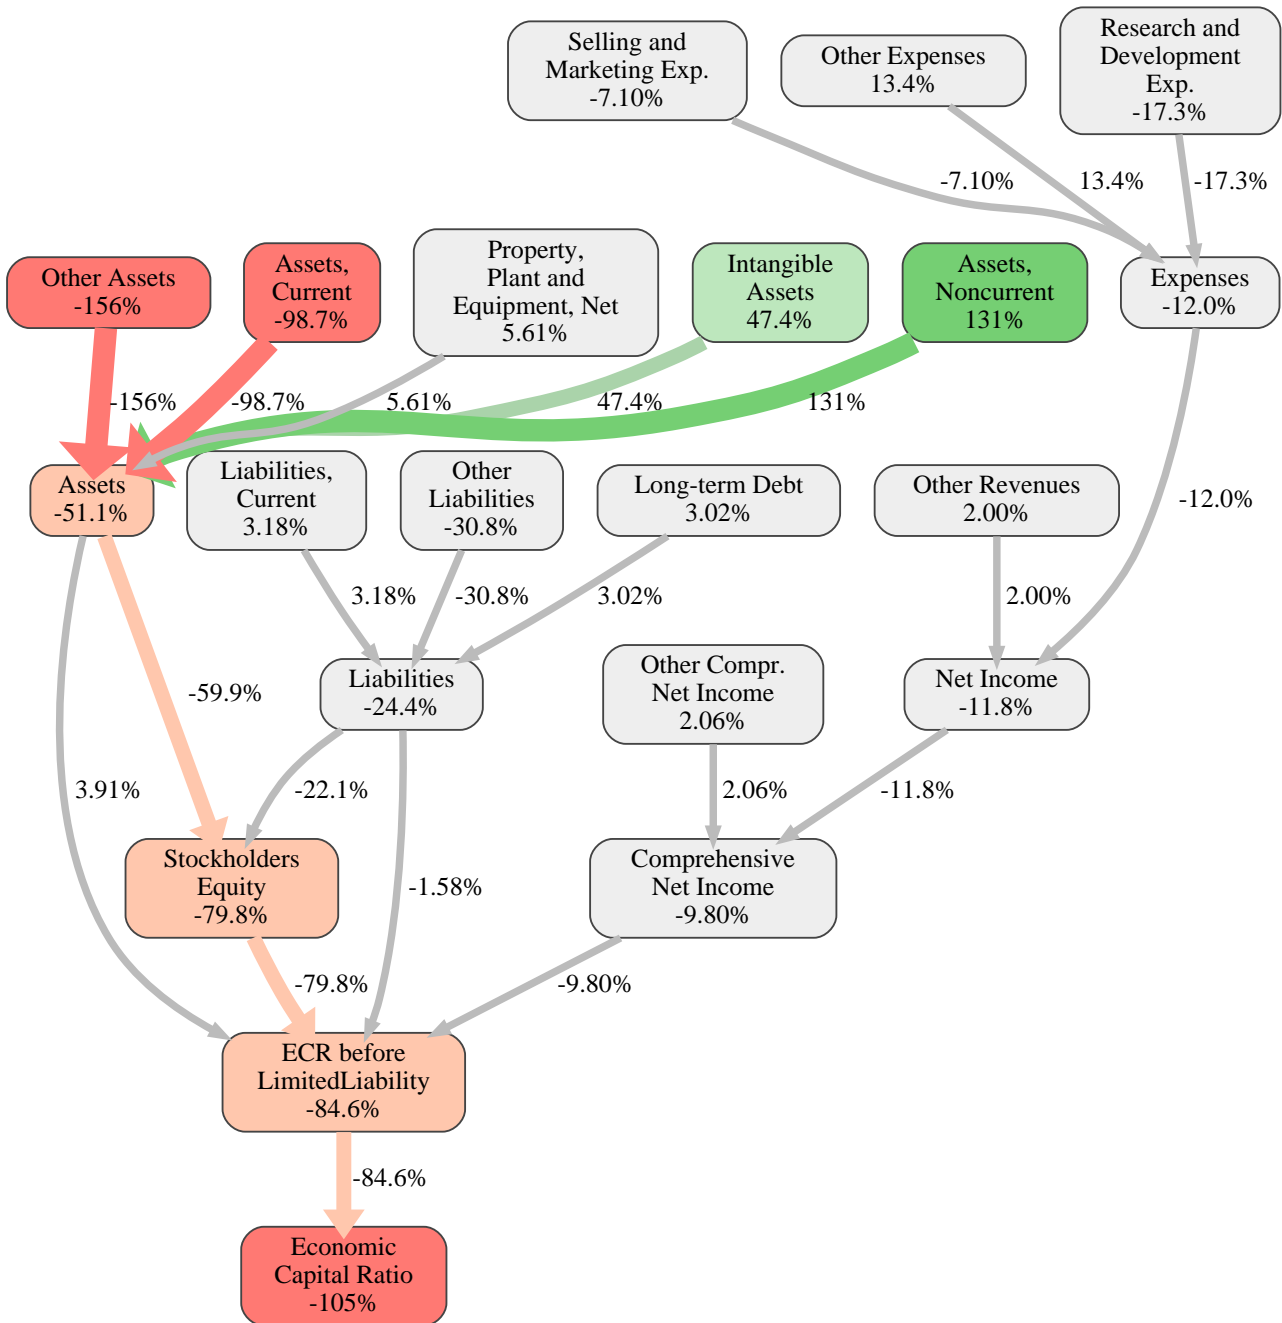 Selling and
Marketing Exp.
-7.10%
Other Expenses
13.4%
Research and
Development
Exp.
-17.3%
-7.10%
13.4%
-17.3%
Other Assets
-156%
Assets,
Current
-98.7%
Property,
Plant and
Equipment, Net
5.61%
Intangible
Assets
47.4%
Assets,
Noncurrent
131%
Expenses
-12.0%
-156%
-98.7%
5.61%
47.4%
131%
-12.0%
Assets
-51.1%
Liabilities,
Current
3.18%
Other
Liabilities
-30.8%
Long-term Debt
3.02%
Other Revenues
2.00%
3.18%
-30.8%
3.02%
2.00%
-59.9%
Liabilities
-24.4%
Other Compr.
Net Income
2.06%
Net Income
-11.8%
3.91%
-22.1%
2.06%
-11.8%
Stockholders
Equity
-79.8%
-1.58%
Comprehensive
Net Income
-9.80%
-79.8%
-9.80%
ECR before
LimitedLiability
-84.6%
-84.6%
Economic
Capital Ratio
-105%